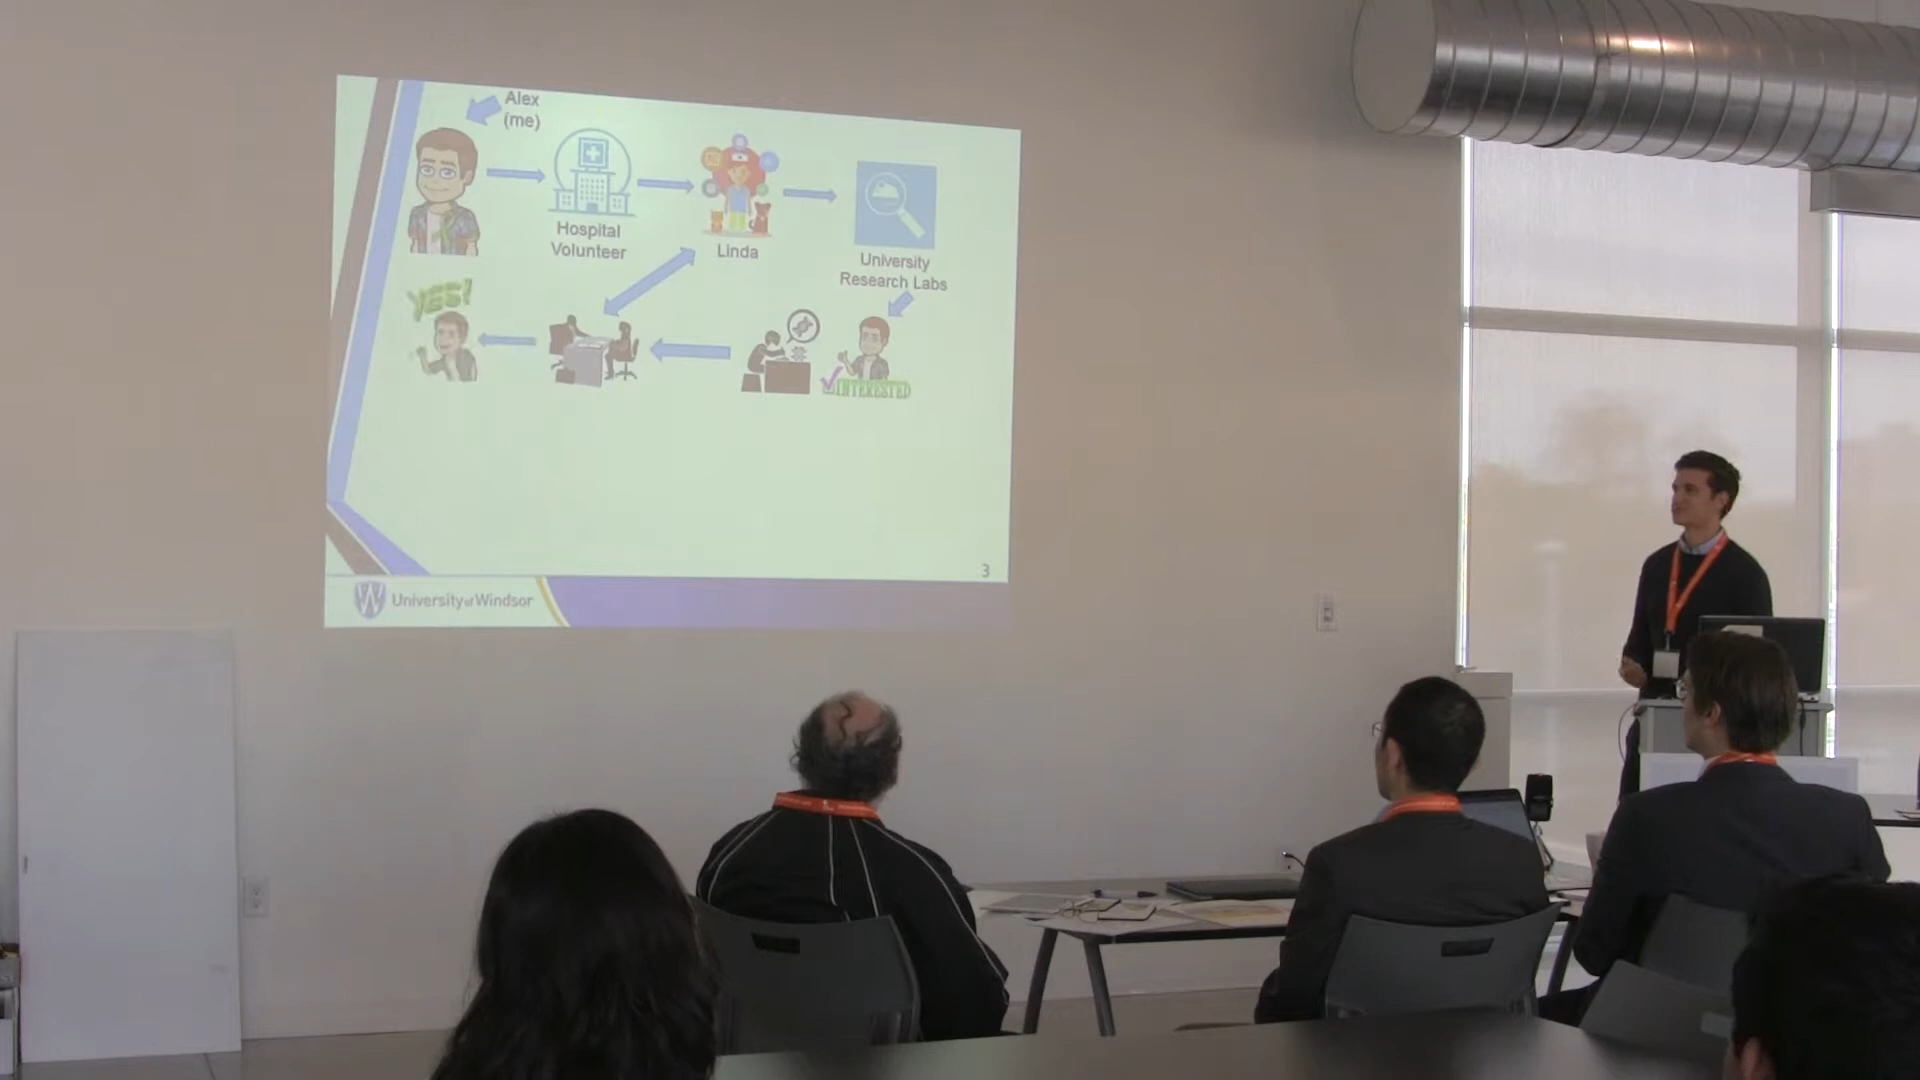 Alex
(me)
Hospital
Volunteer
Linda
University
Research Labs
YES!
INTERESTED
3
University of Windsor